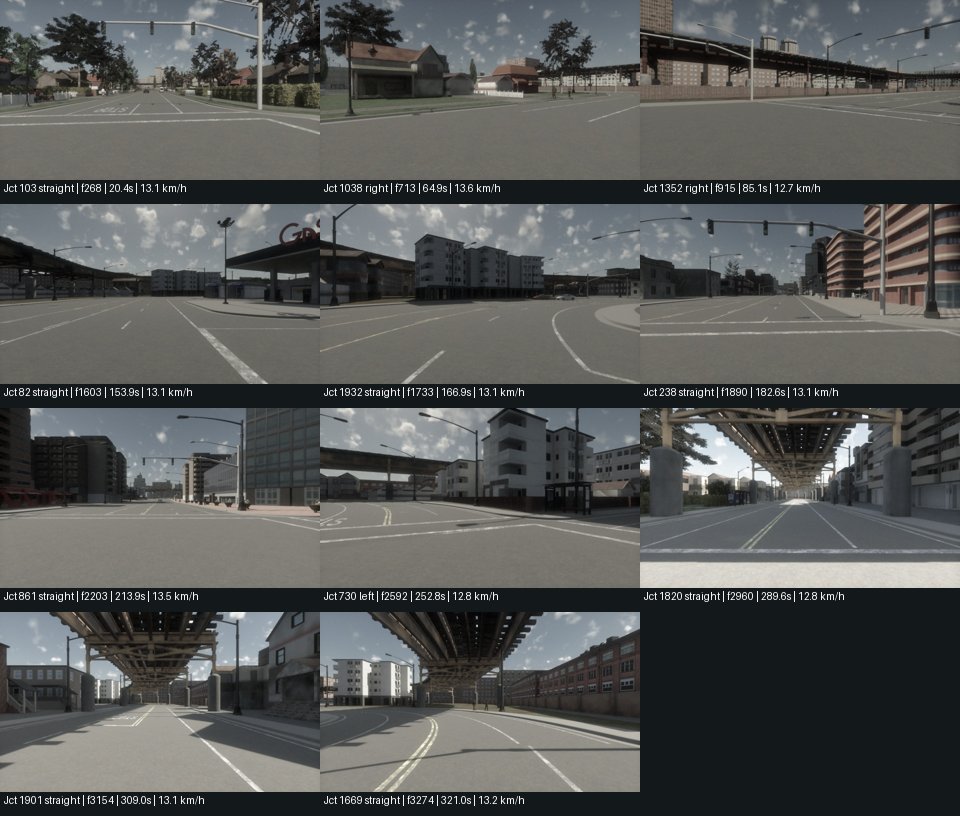 Jct 103 straight | f268 | 20.4s | 13.1 km/h
Jct 1038 right | f713 | 64.9s | 13.6 km/h
Jct 1352 right | f915 | 85.1s | 12.7 km/h
Jct 82 straight | f1603 | 153.9s | 13.1 km/h
Jct 1932 straight | f1733 | 166.9s | 13.1 km/h
Jct 238 straight | f1890 | 182.6s | 13.1 km/h
Jct 861 straight | f2203 | 213.9s | 13.5 km/h
Jct 730 left | f2592 | 252.8s | 12.8 km/h
Jct 1820 straight | f2960 | 289.6s | 12.8 km/h
Jct 1901 straight | f3154 | 309.0s | 13.1 km/h
Jct 1669 straight | f3274 | 321.0s | 13.2 km/h